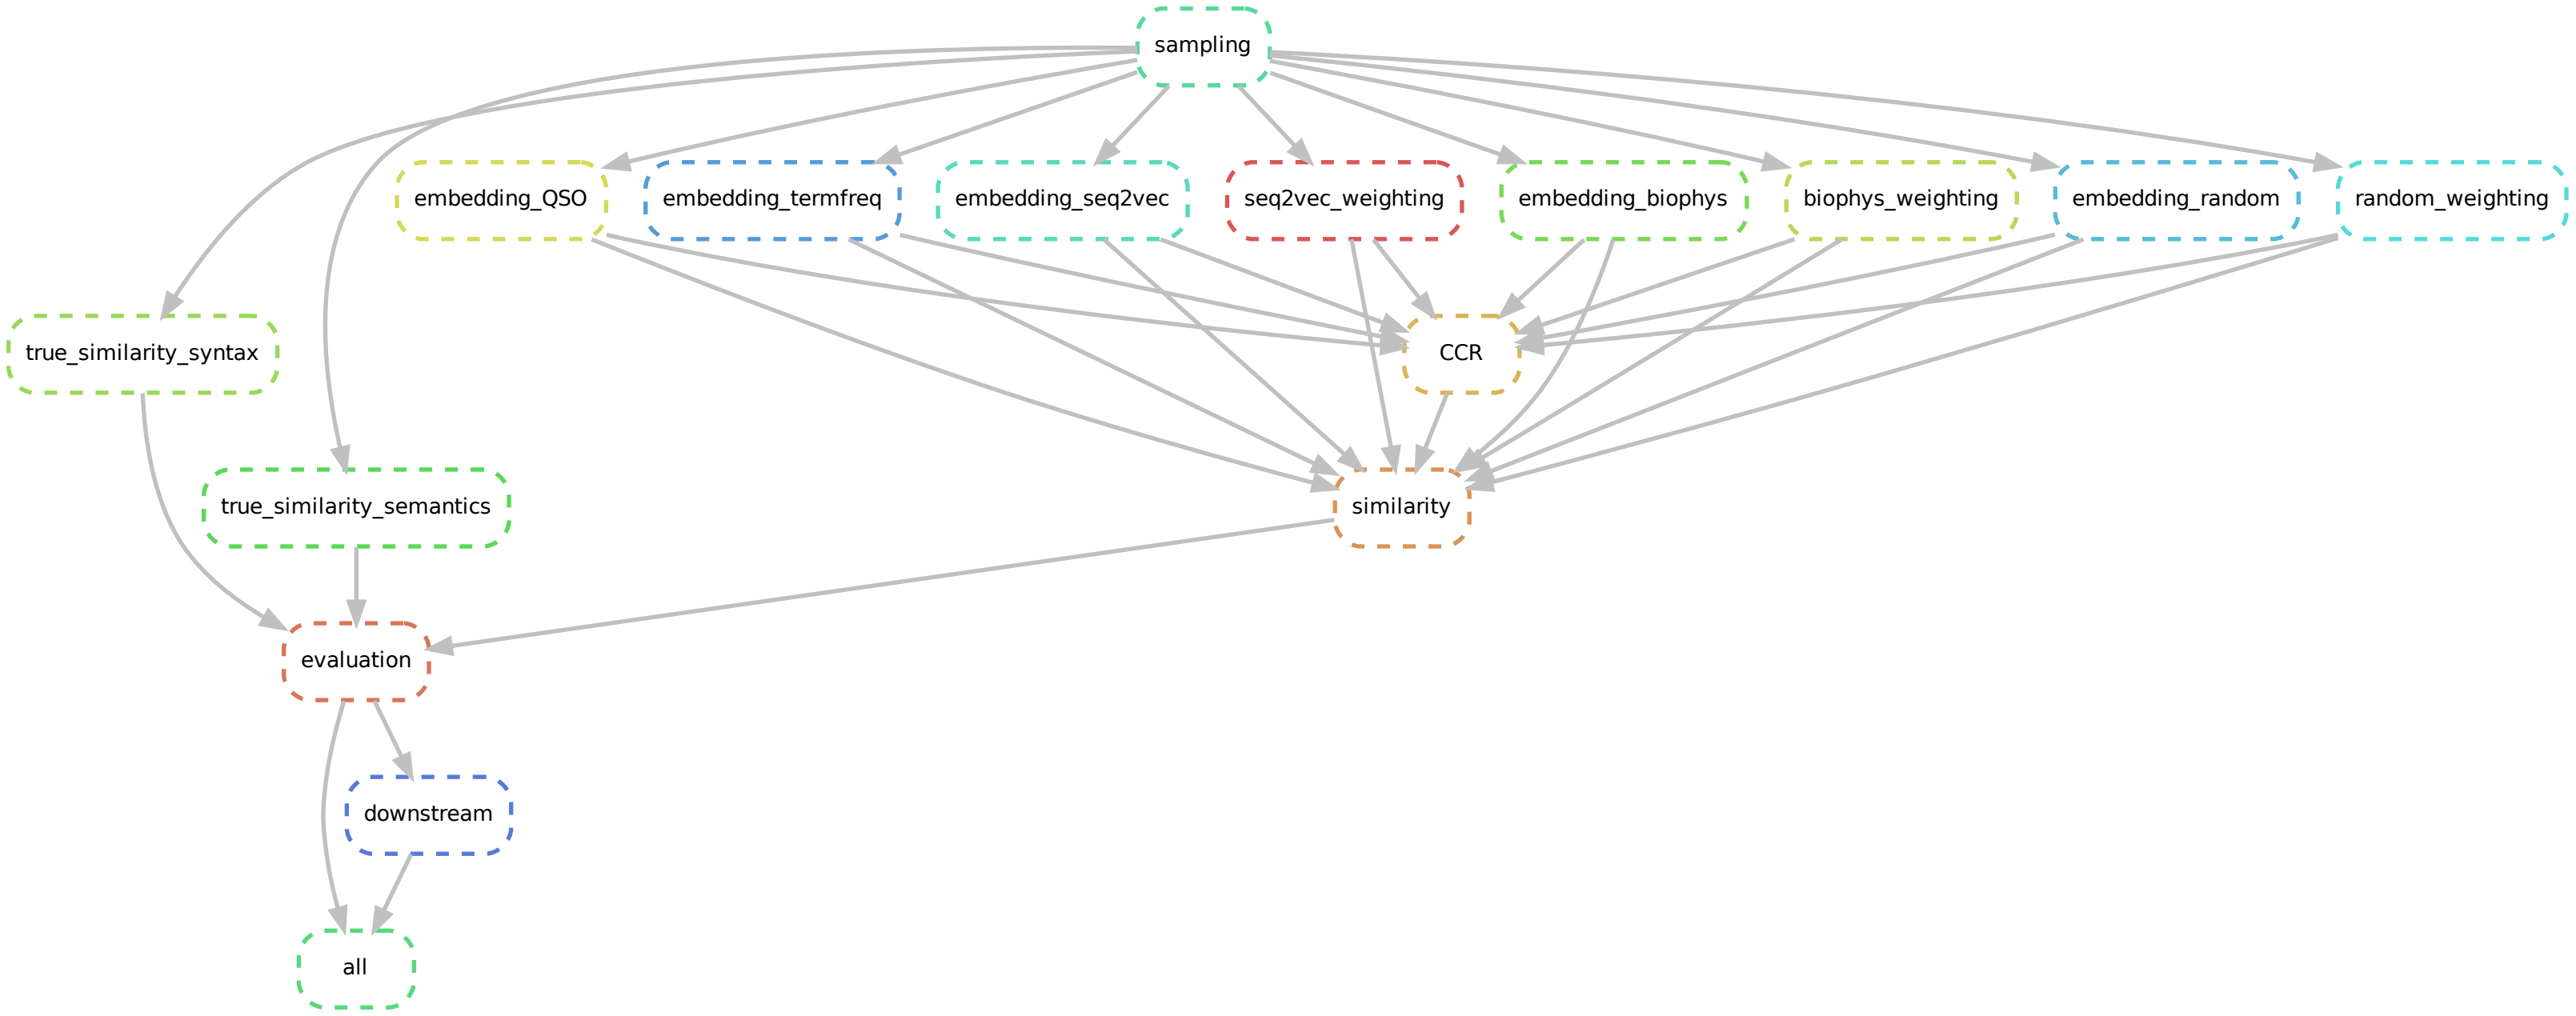 sampling
embedding_QSO
embedding_termfreq
embedding_seq2vec
seq2vec_weighting
embedding_biophys
biophys_weighting
embedding_random
random_weighting
true_similarity_syntax
CCR
true_similarity_semantics
similarity
evaluation
downstream
all